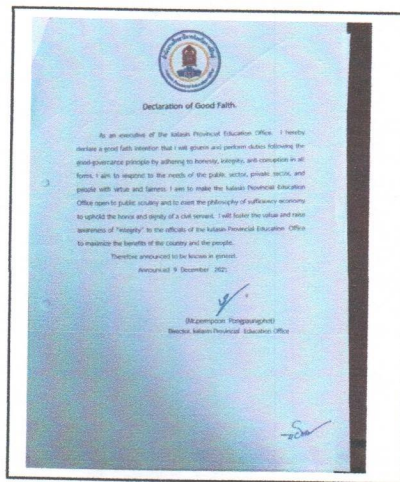 Declaration of Good Faith.
As an executive of the kalasin Provincial Education Office. I hereby
declare a good faith intention that I will govern and perform duties following the
good-governance principle by adhering to honesty, integrity, anti-corruption in all
forms. I aim to respond to the needs of the public, sector, private, sector, and
people with virtue and fairness. I aim to make the kalasin Provincial Education
Office open to public scrutiny and to exert the philosophy of sufficiency economy
to uphold the honor and dignity of a civil servant. I will foster the virtue and raise
awareness of "integrity" to the officials of the kalasin Provincial Education Office
to maximize the benefits of the country and the people.
Therefore announced to be known in general.
Announced 9 December 2021
Director, kalasin Provincial Education Office